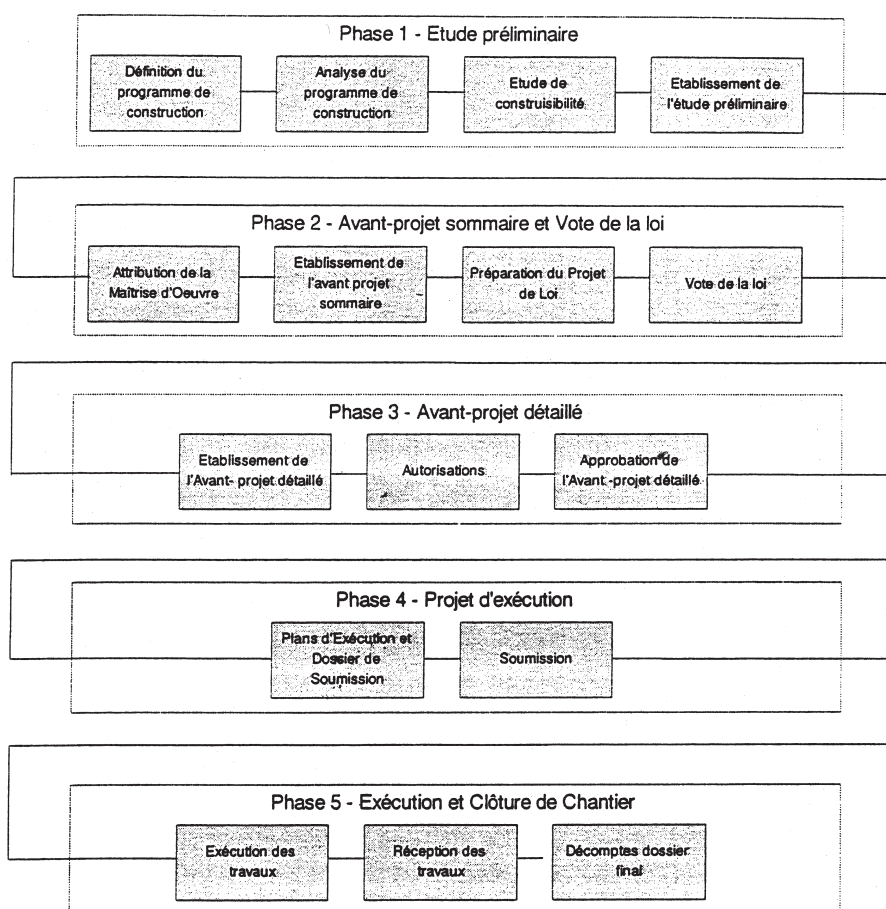 Phase 1 - Etude préliminaire
Définition du
programme de
construction
Analyse du
programme de
construction
Etude de
construisibilité
Etablissement de
l'étude préliminaire
Phase 2 - Avant-projet sommaire et Vote de la loi
Attribution de la
Maîtrise d'Oeuvre
Etablissement de
l'avant projet
sommaire
Préparation du Projet
de Loi
Vote de la loi
Phase 3 - Avant-projet détaillé
Etablissement de
l'Avant- projet détaillé
Autorisations
Approbation de
l'Avant -projet détaillé
Phase 4 - Projet d'exécution
Plans d'Exécution et
Dossier de
Soumission
Soumission
Phase 5 - Exécution et Clôture de Chantier
Exécution des
travaux
Réception des
travaux
Décomptes dossier
final